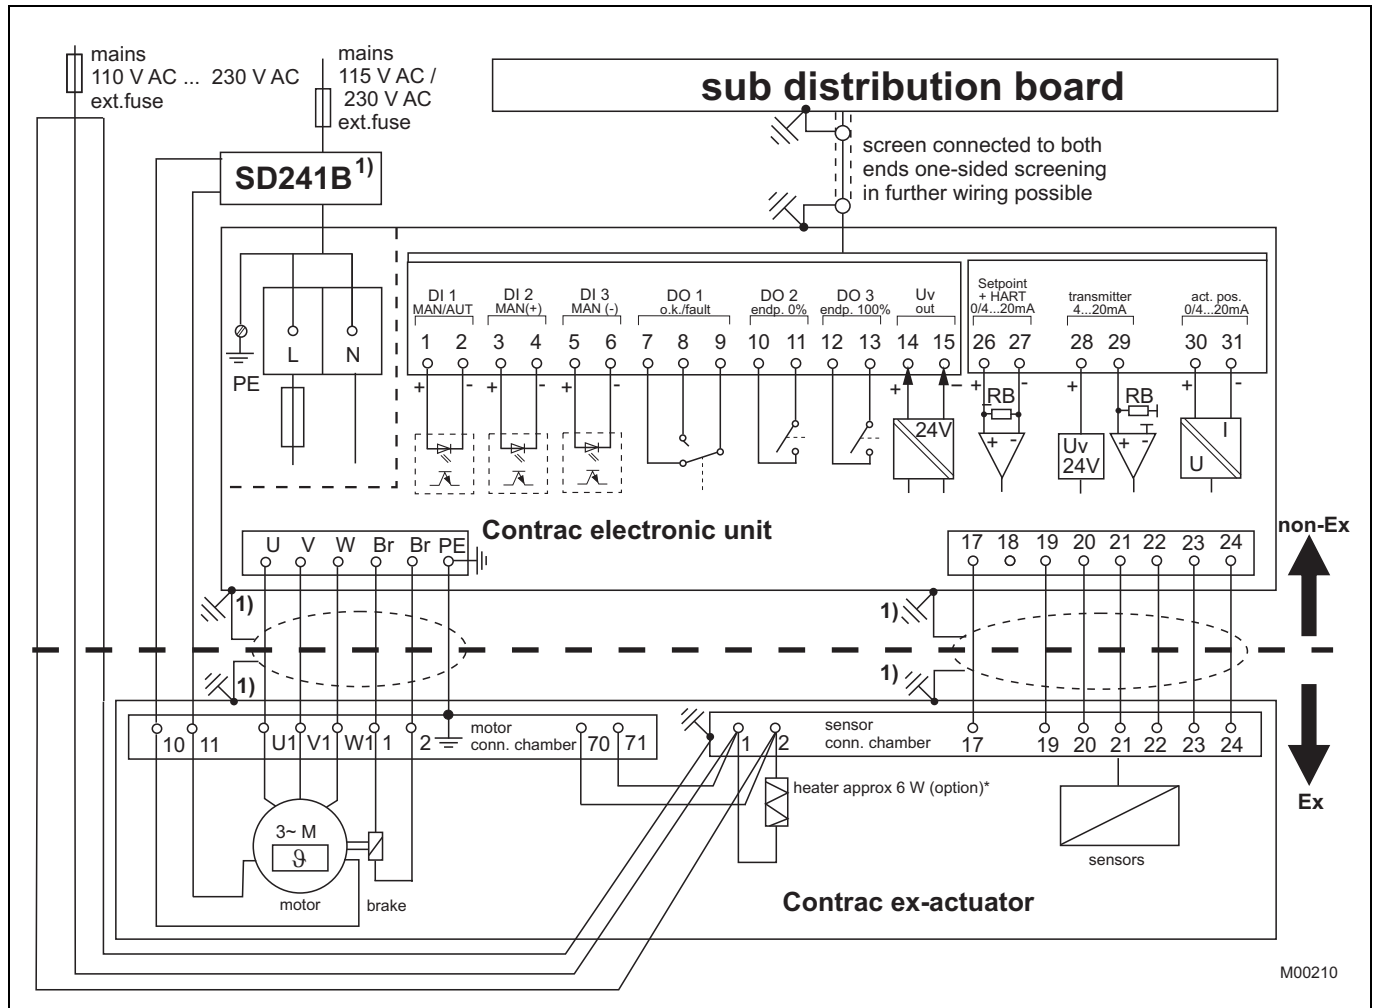 mains
110 V AC ... 230 V AC
ext.fuse
mains
115 V AC /
230 V AC
ext.fuse
sub distribution board
screen connected to both
ends one-sided screening
in further wiring possible
SD241B 1)
PE
L N
DI 1
MAN/AUT
DI 2
MAN(+)
DI 3
MAN (-)
DO 1
o.k./fault
DO 2
endp. 0%
DO 3
endp. 100%
Uv
out
Setpoint
+ HART
0/4...20mA
transmitter
4...20mA
act. pos.
0/4...20mA
1 2 3 4 5 6 7 8 9 10 11 12 13 14 15 26 27 28 29 30 31
+ - + - + - + - + - + + -
RB RB
24V
+ -
Uv
24V
+ -
I
U
Contrac electronic unit
U V W Br Br PE
17 18 19 20 21 22 23 24
non-Ex
1)
1)
1)
1)
10 11 U1 V1 W1 1 2
motor
conn. chamber
70 71
1 2
sensor
conn. chamber
17 19 20 21 22 23 24
heater approx 6 W (option)*
Ex
3~ M
ϑ
motor
brake
sensors
Contrac ex-actuator
M00210